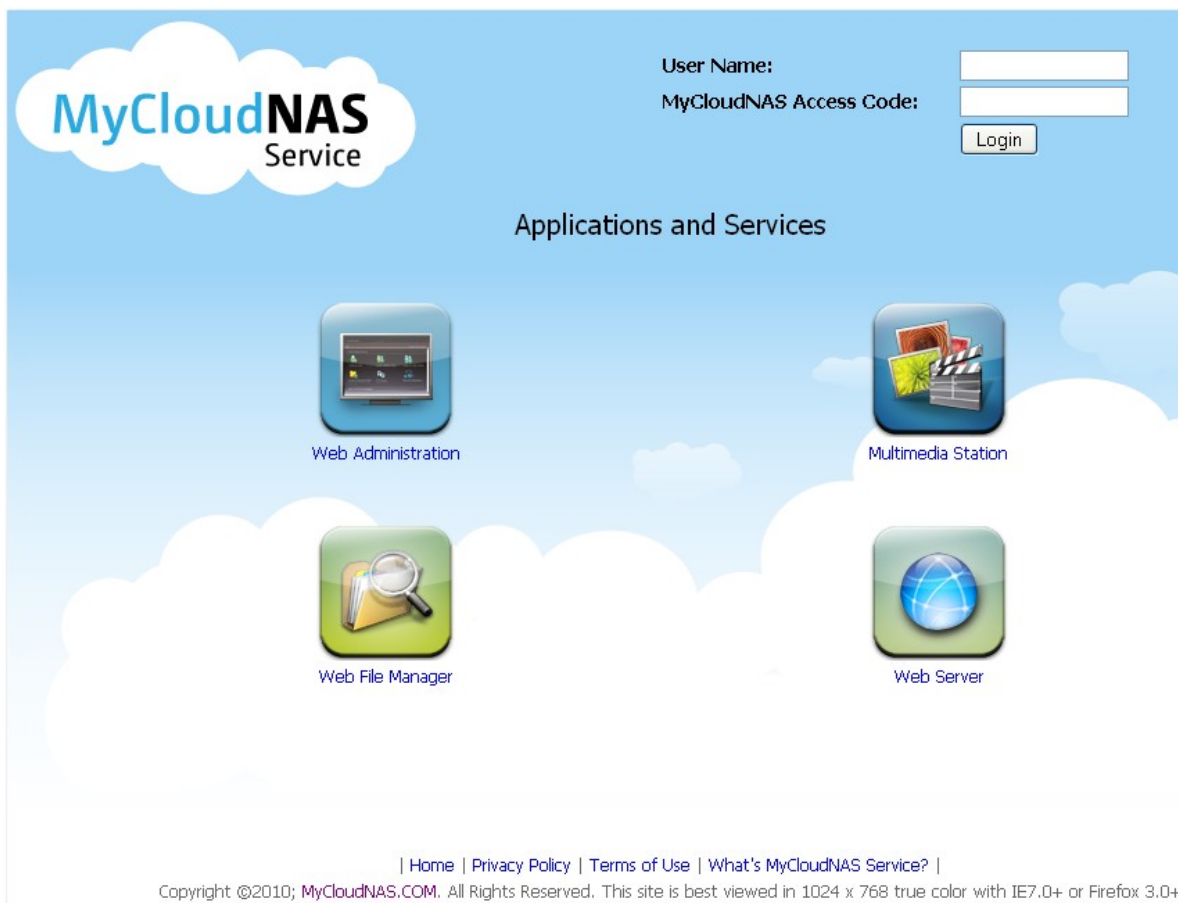 MyCloudNAS
Service
User Name:
MyCloudNAS Access Code:
Login
Applications and Services
Web Administration
Multimedia Station
Web File Manager
Web Server
| Home | Privacy Policy | Terms of Use | What's MyCloudNAS Service? |
Copyright ©2010; MyCloudNAS.COM. All Rights Reserved. This site is best viewed in 1024 x 768 true color with IE7.0+ or Firefox 3.0+